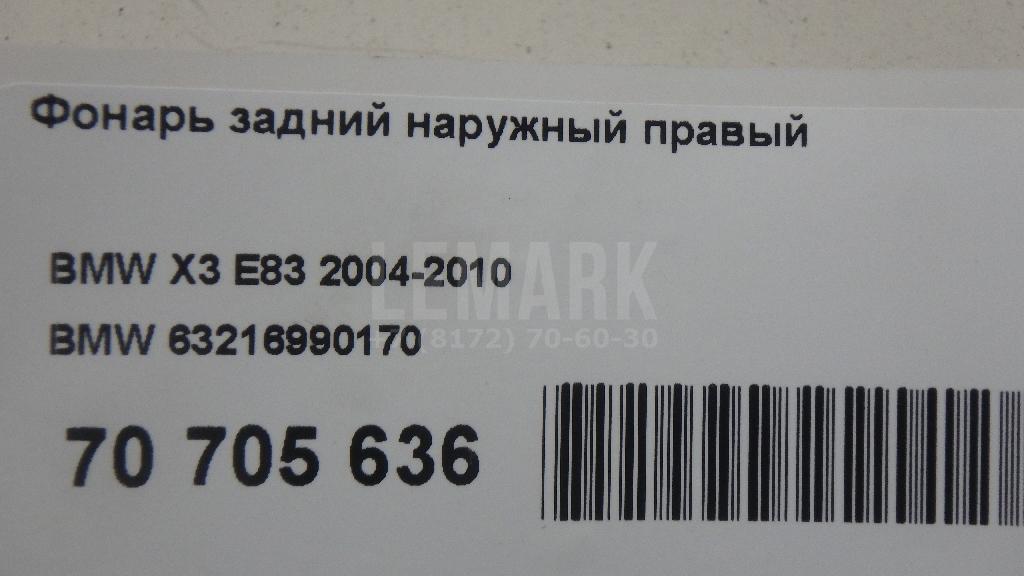 Фонарь задний наружный правый
BMW X3 E83 2004-2010
LEMARK
BMW 63216990170
(8172) 70-60-30
70 705 636